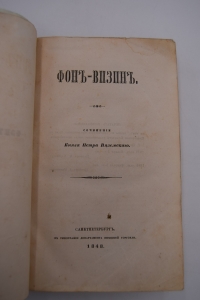 ФОНЪ-ВИЗИНЪ.
СОЧИНЕНІЕ
Князя Петра Вяземскаго.
САНКТПЕТЕРБУРГЪ.
1848.